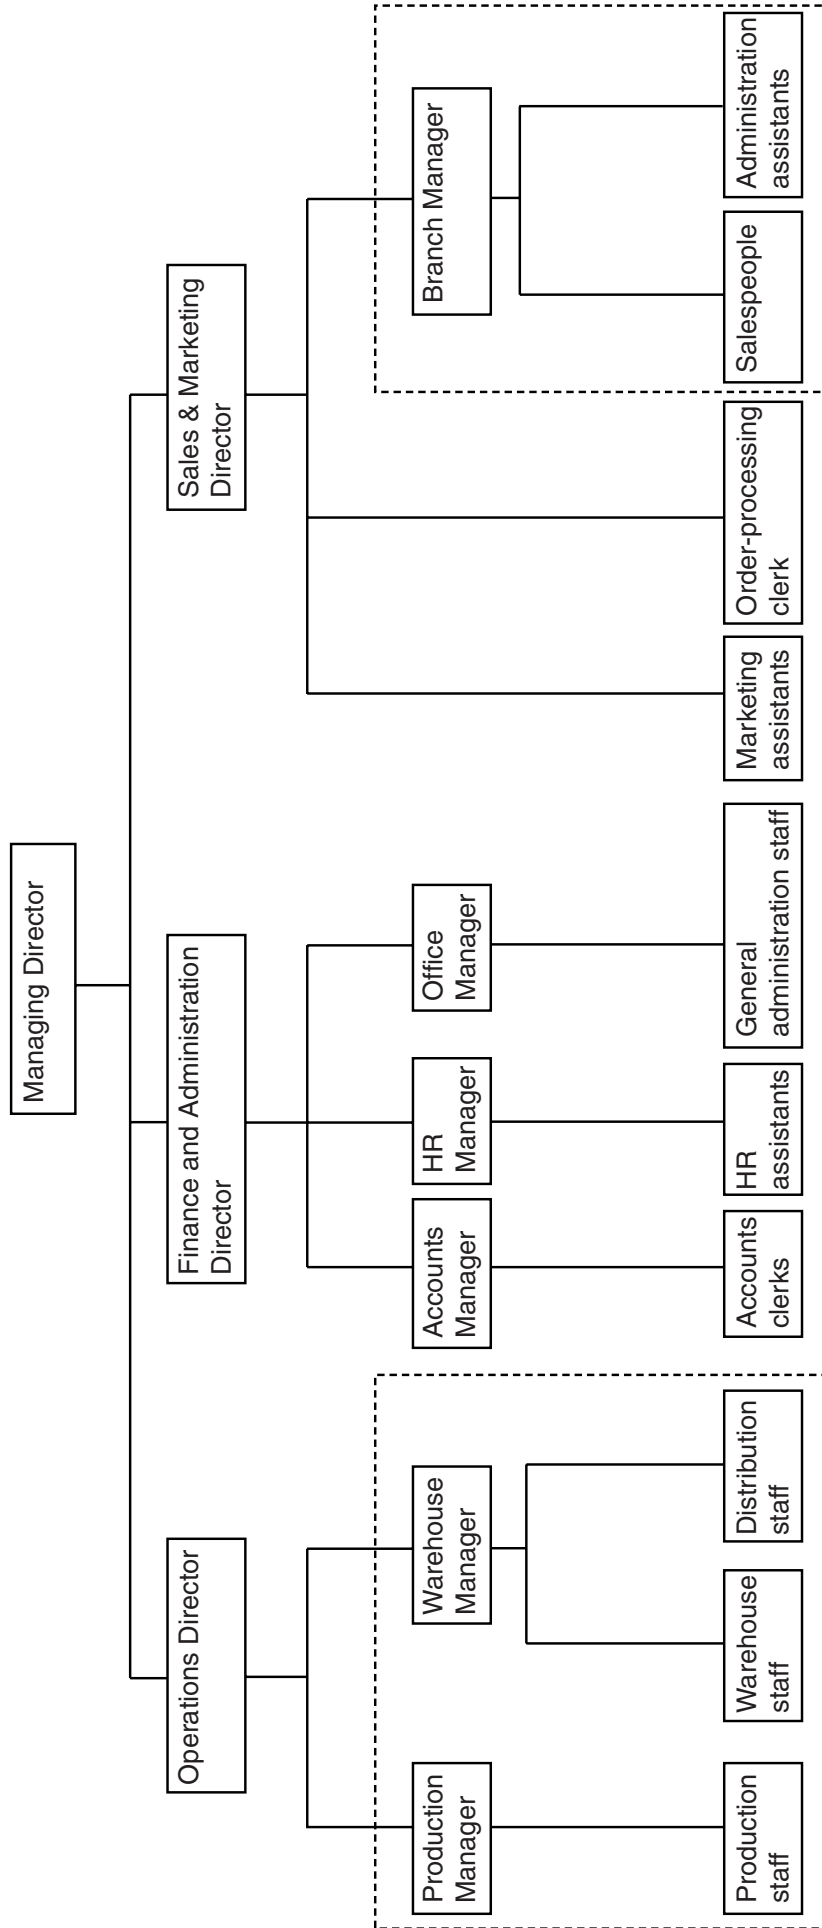 Managing Director
Operations Director
Finance and Administration
Director
Sales & Marketing
Director
Production
Manager
Warehouse
Manager
Accounts
Manager
HR
Manager
Office
Manager
Branch Manager
Production
staff
Warehouse
staff
Distribution
staff
Accounts
clerks
HR
assistants
General
administration staff
Marketing
assistants
Order-processing
clerk
Salespeople
Administration
assistants